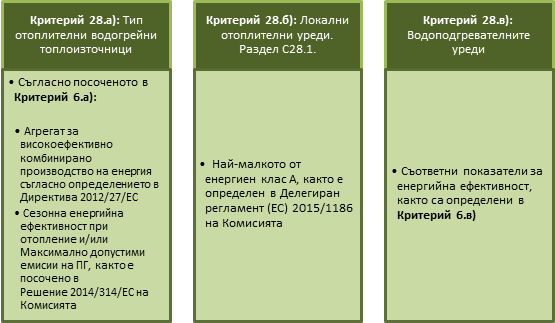 Критерий 28.а): Тип
отоплителни водогрейни
топлоизточници
• Съгласно посоченото в
Критерий 6.а):
• Агрегат за
високоефективно
комбинирано
производство на енергия
съгласно определението в
Директива 2012/27/ЕС
• Сезонна енергийна
ефективност при
отопление и/или
Максимално допустими
емисии на ПГ, както е
посочено в
Решение 2014/314/ЕС на
Комисията
Критерий 28.б): Локални
отоплителни уреди.
Раздел С28.1.
• Най-малкото от
енергиен клас А, както е
определен в Делегиран
регламент (ЕС) 2015/1186
на Комисията
Критерий 28.в):
Водоподгревателните
уреди
• Съответни показатели за
енергийна ефективност,
както са определени в
Критерий 6.в)